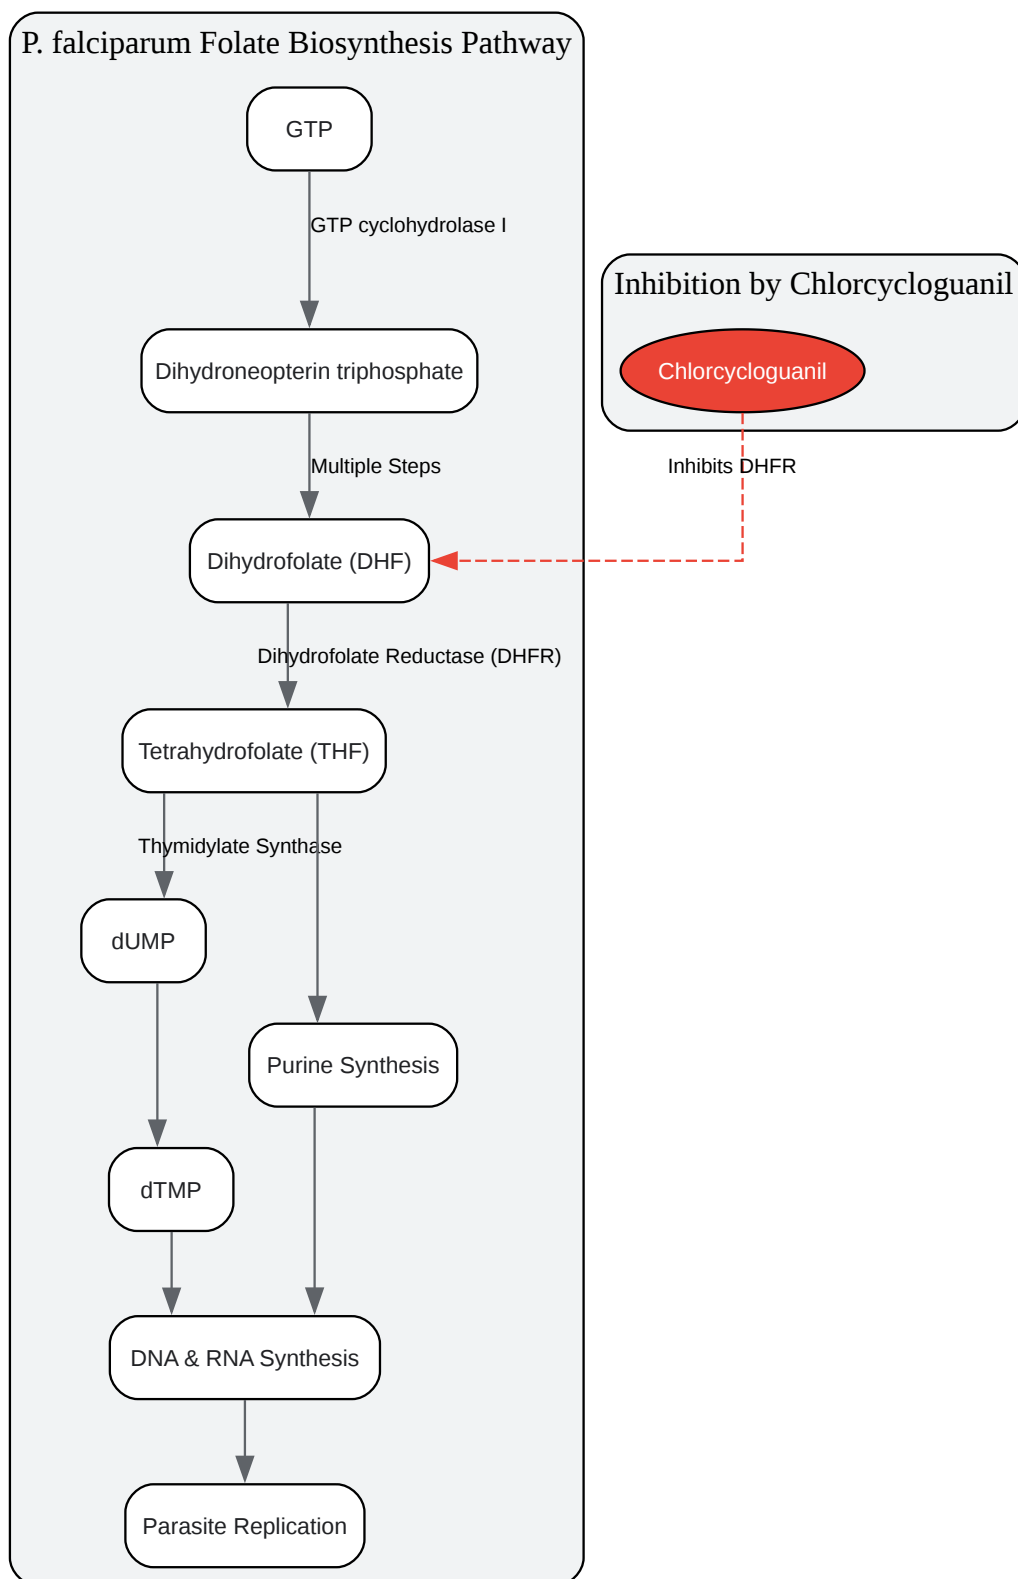 P. falciparum Folate Biosynthesis Pathway
GTP
GTP cyclohydrolase I
Inhibition by Chlorcycloguanil
Dihydroneopterin triphosphate
Chlorcycloguanil
Multiple Steps
Inhibits DHFR
Dihydrofolate (DHF)
Dihydrofolate Reductase (DHFR)
Tetrahydrofolate (THF)
Thymidylate Synthase
dUMP
Purine Synthesis
dTMP
DNA & RNA Synthesis
Parasite Replication